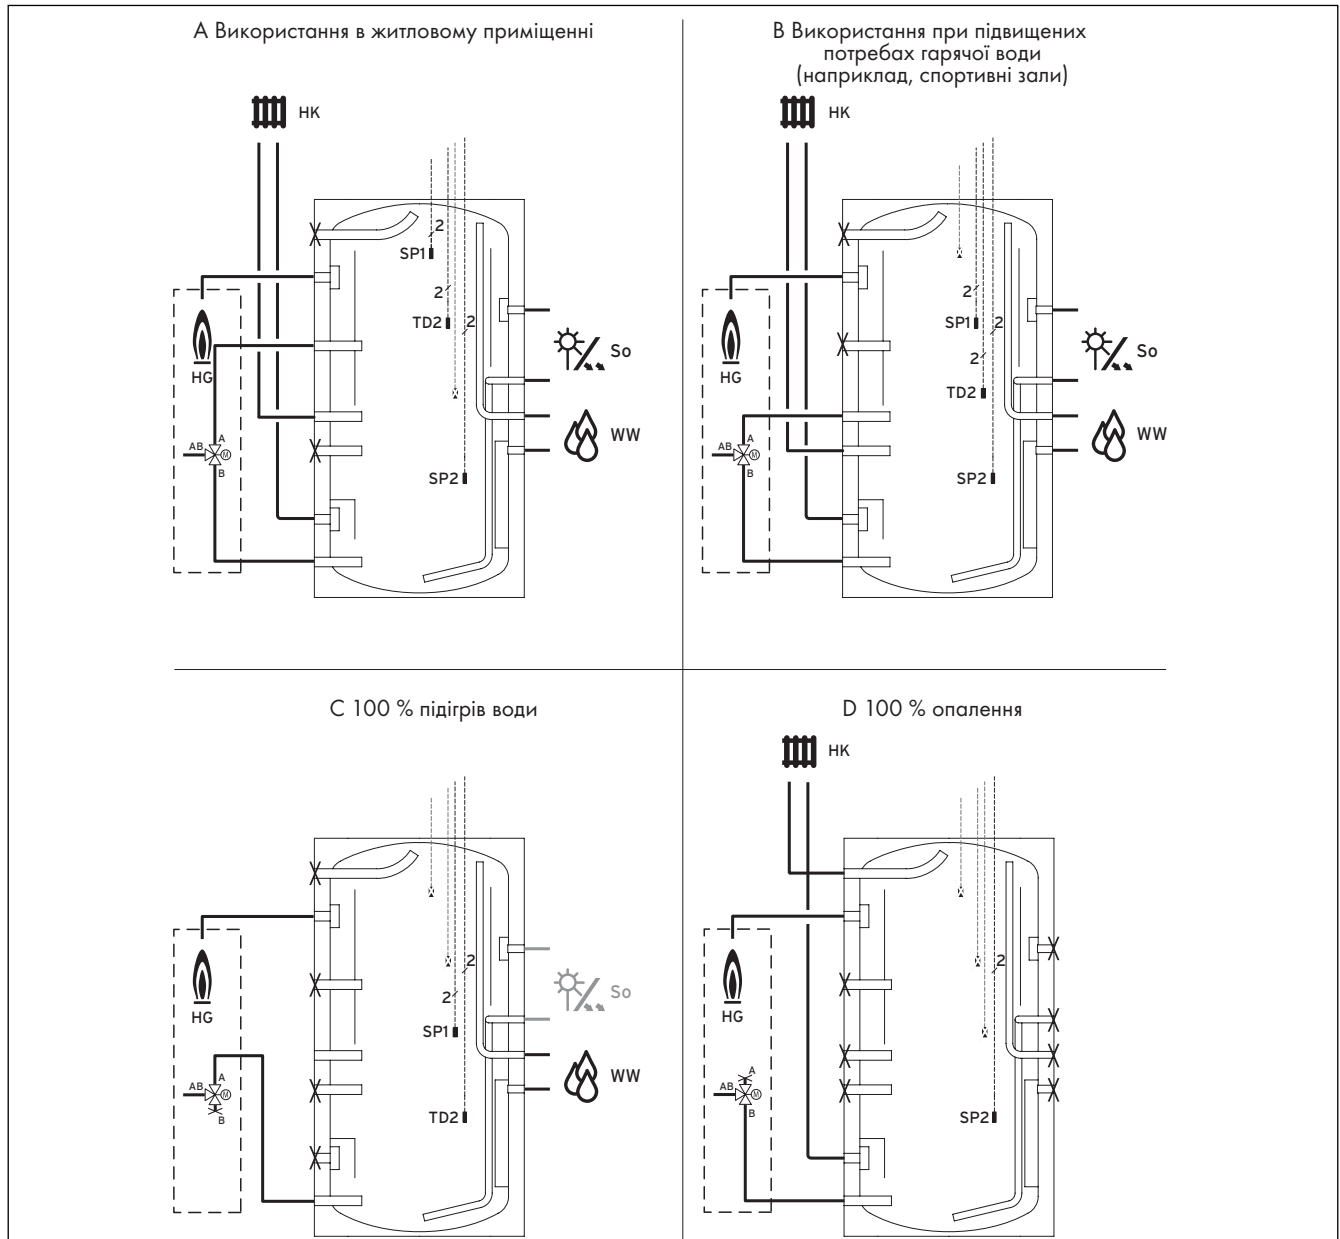 A Використання в житловому приміщенні
HK
2
SP1
2
TD2
2
So
HG
WW
AB
A
M
B
SP2
B Використання при підвищених
потребах гарячої води
(наприклад, спортивні зали)
HK
2
SP1
2
2
So
HG
TD2
WW
AB
A
M
B
SP2
C 100 % підігрів води
2
2
So
HG
SP1
WW
AB
A
M
B
TD2
D 100 % опалення
HK
2
HG
AB
A
M
B
SP2